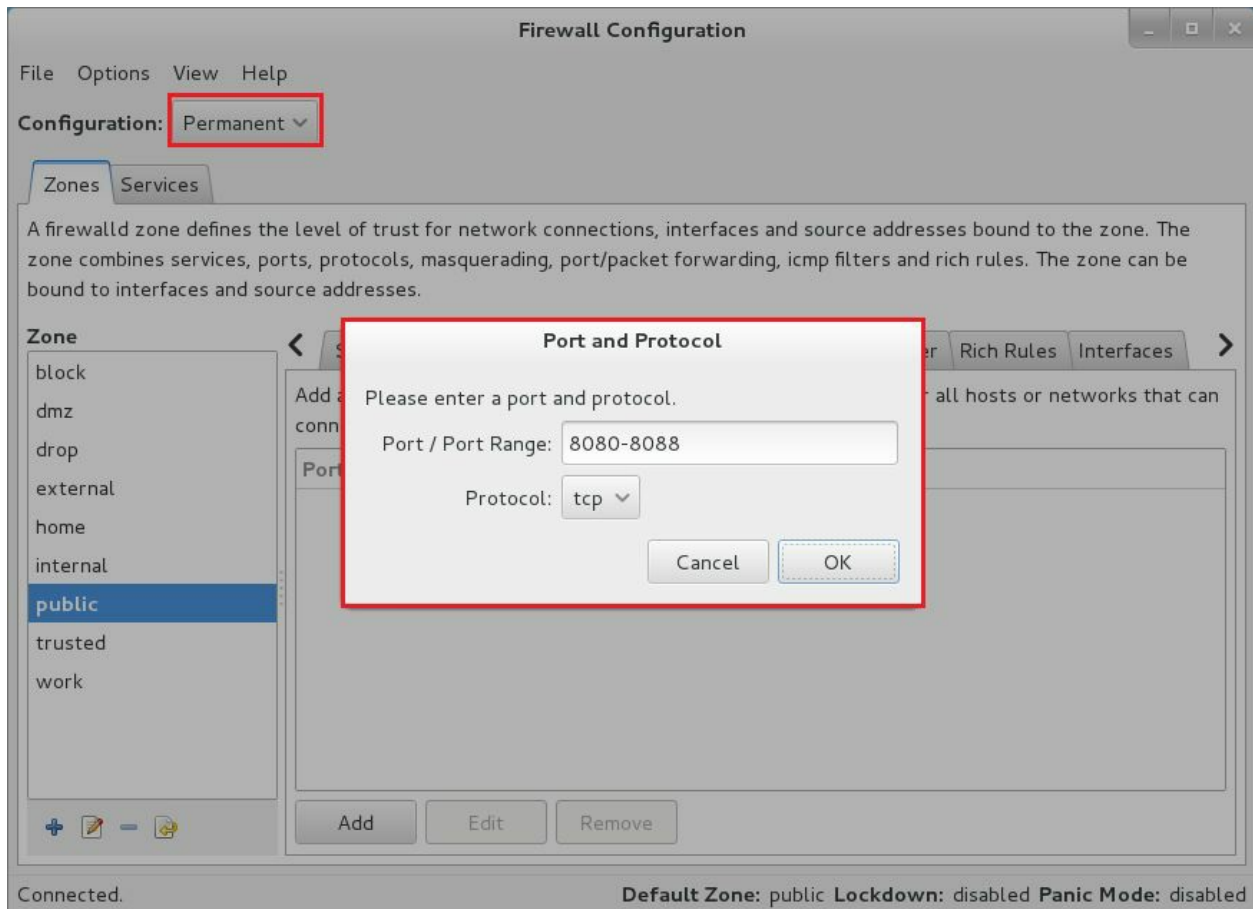 Firewall Configuration
File Options View Help
Configuration: Permanent
Zones Services
A firewalld zone defines the level of trust for network connections, interfaces and source addresses bound to the zone. The
zone combines services, ports, protocols, masquerading, port/packet forwarding, icmp filters and rich rules. The zone can be
bound to interfaces and source addresses.
Zone
block
dmz
drop
external
home
internal
public
trusted
work
Rich Rules Interfaces
Add
all hosts or networks that can
Port and Protocol
Please enter a port and protocol.
Port / Port Range: 8080-8088
Protocol: tcp
Cancel OK
Add Edit Remove
Connected.
Default Zone: public Lockdown: disabled Panic Mode: disabled